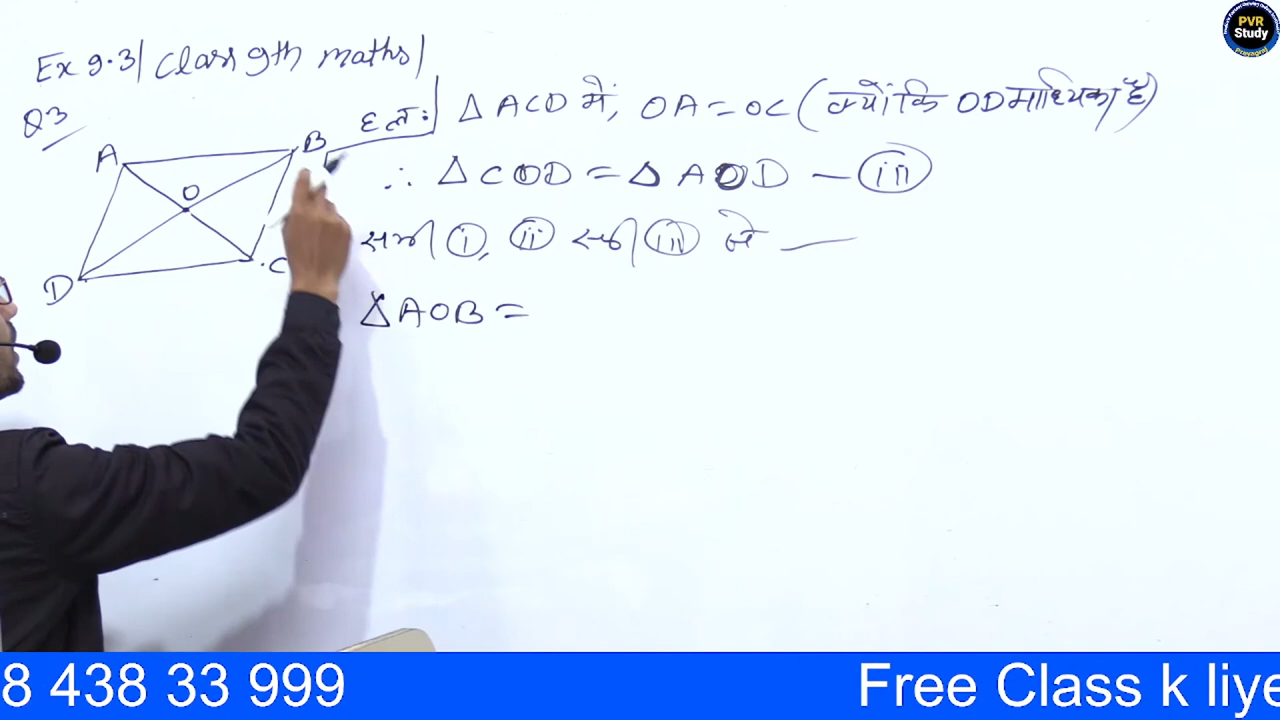 Ex 9.3| Class 9th maths|
Q3
हल:
Δ ACD में, OA = OC (क्योंकि OD माध्यिका है)
∴ Δ COD = Δ AOD — (iii)
समी (i), (ii) समी (iii) से —
Δ AOB =
A
B
O
D
C
PVR
Study
8 438 33 999
Free Class k liye